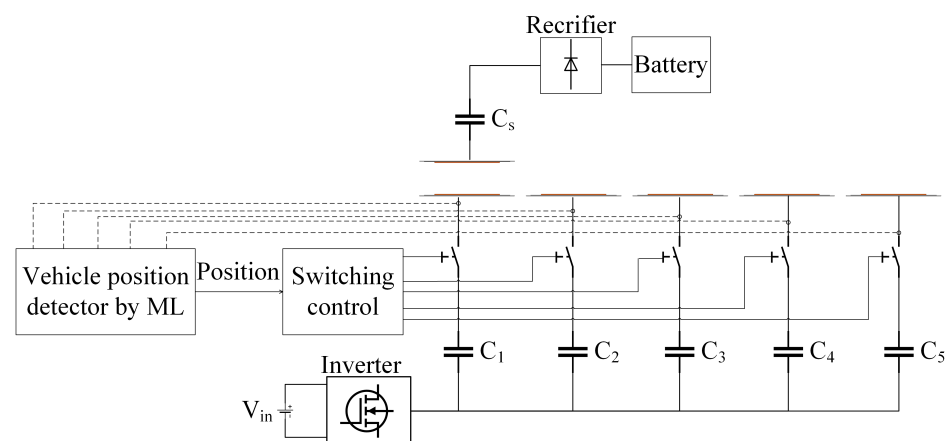 Recrifier
Battery
Cs
Vehicle position
detector by ML
Position
Switching
control
C1
C2
C3
C4
C5
Inverter
Vin